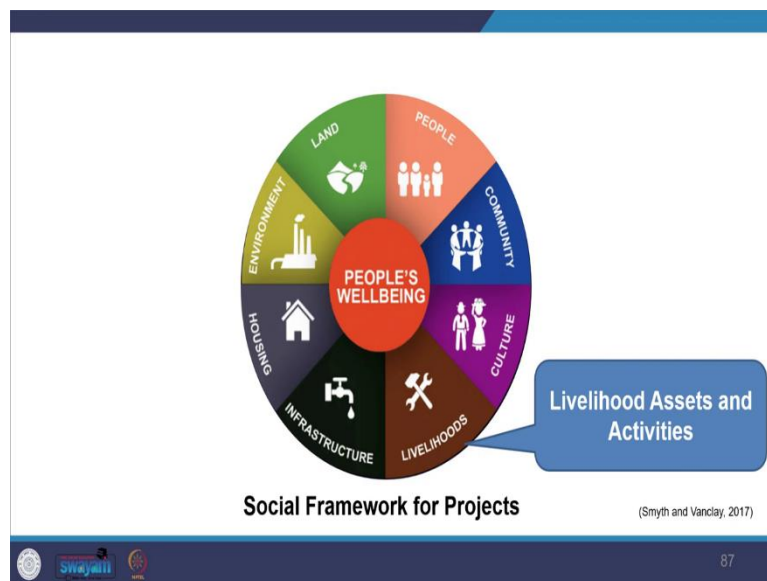 LAND
PEOPLE
ENVIRONMENT
COMMUNITY
PEOPLE'S
WELLBEING
HOUSING
CULTURE
INFRASTRUCTURE
LIVELIHOODS
Livelihood Assets and
Activities
Social Framework for Projects
(Smyth and Vanclay, 2017)
swayam
87